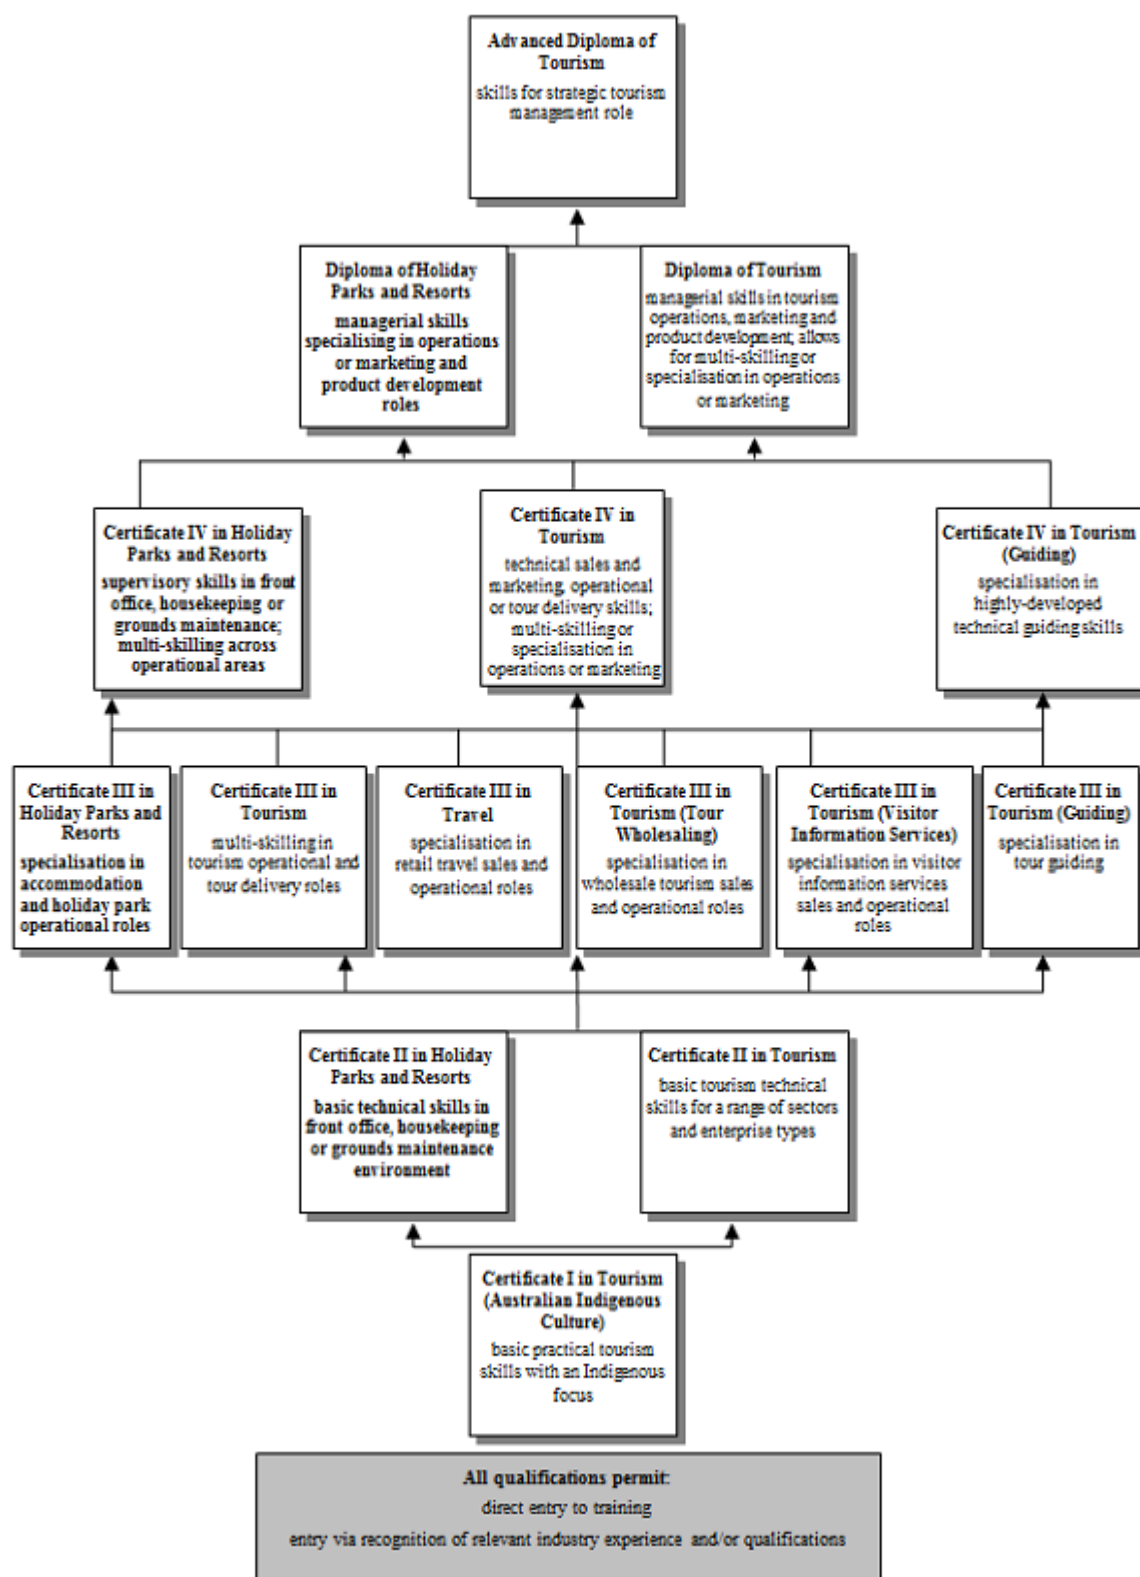 Advanced Diploma of
Tourism
skills for strategic tourism
management role
Diploma of Holiday
Parks and Resorts
managerial skills
specialising in operations
or marketing and
product development
roles
Diploma of Tourism
managerial skills in tourism
operations, marketing and
product development; allows
for multi-skilling or
specialisation in operations
or marketing
Certificate IV in Holiday
Parks and Resorts
supervisory skills in front
office, housekeeping or
grounds maintenance;
multi-skilling across
operational areas
Certificate IV in
Tourism
technical sales and
marketing, operational
or tour delivery skills;
multi-skilling or
specialisation in
operations or marketing
Certificate IV in Tourism
(Guiding)
specialisation in
highly-developed
technical guiding skills
Certificate III in
Holiday Parks and
Resorts
specialisation in
accommodation
and holiday park
operational roles
Certificate III in
Tourism
multi-skilling in
tourism operational and
tour delivery roles
Certificate III in
Travel
specialisation in
retail travel sales and
operational roles
Certificate III in
Tourism (Tour
Wholesaling)
specialisation in
wholesale tourism sales
and operational roles
Certificate III in
Tourism (Visitor
Information Services)
specialisation in visitor
information services
sales and operational
roles
Certificate III in
Tourism (Guiding)
specialisation in
tour guiding
Certificate II in Holiday
Parks and Resorts
basic technical skills in
front office, housekeeping
or grounds maintenance
environment
Certificate II in Tourism
basic tourism technical
skills for a range of sectors
and enterprise types
Certificate I in Tourism
(Australian Indigenous
Culture)
basic practical tourism
skills with an Indigenous
focus
All qualifications permit:
direct entry to training
entry via recognition of relevant industry experience and/or qualifications